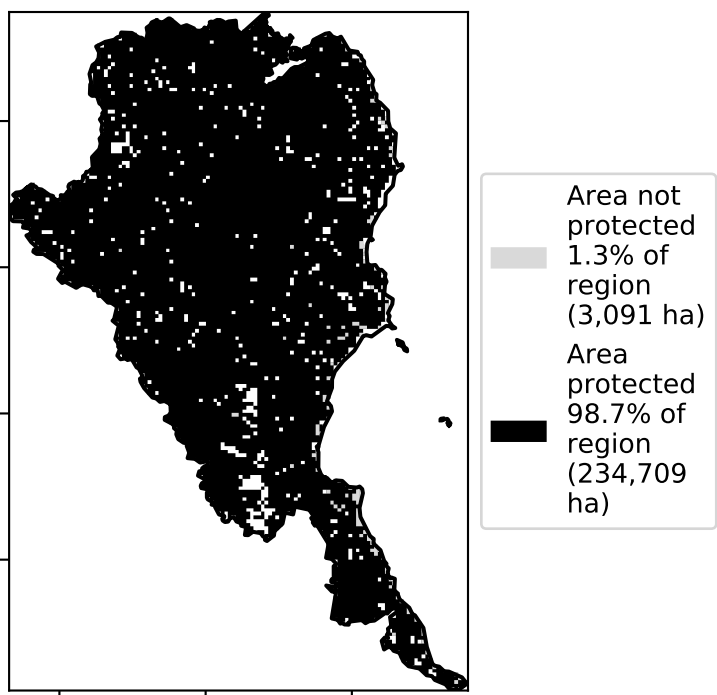 Area not
protected
1.3% of
region
(3,091 ha)
Area
protected
98.7% of
region
(234,709
ha)